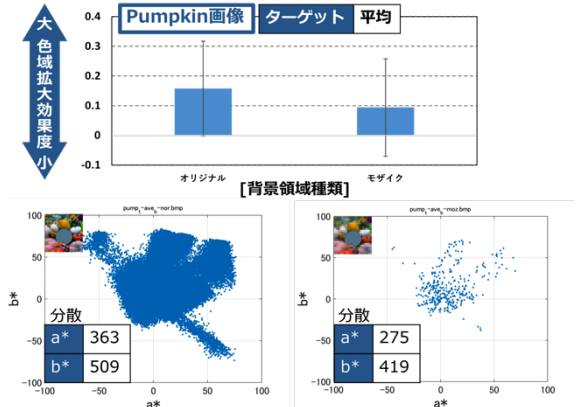 Pumpkin画像 ターゲット 平均
大 色域拡大効果度 小
0.4
0.3
0.2
0.1
0
-0.1
オリジナル モザイク
[背景領域種類]
pump_t-ave_b-nor.bmp
100
50
0
-50
-100
b*
分散
a* 363
b* 509
-100 -50 0 50 100
a*
pump_t-ave_b-moz.bmp
100
50
0
-50
-100
b*
分散
a* 275
b* 419
-100 -50 0 50 100
a*